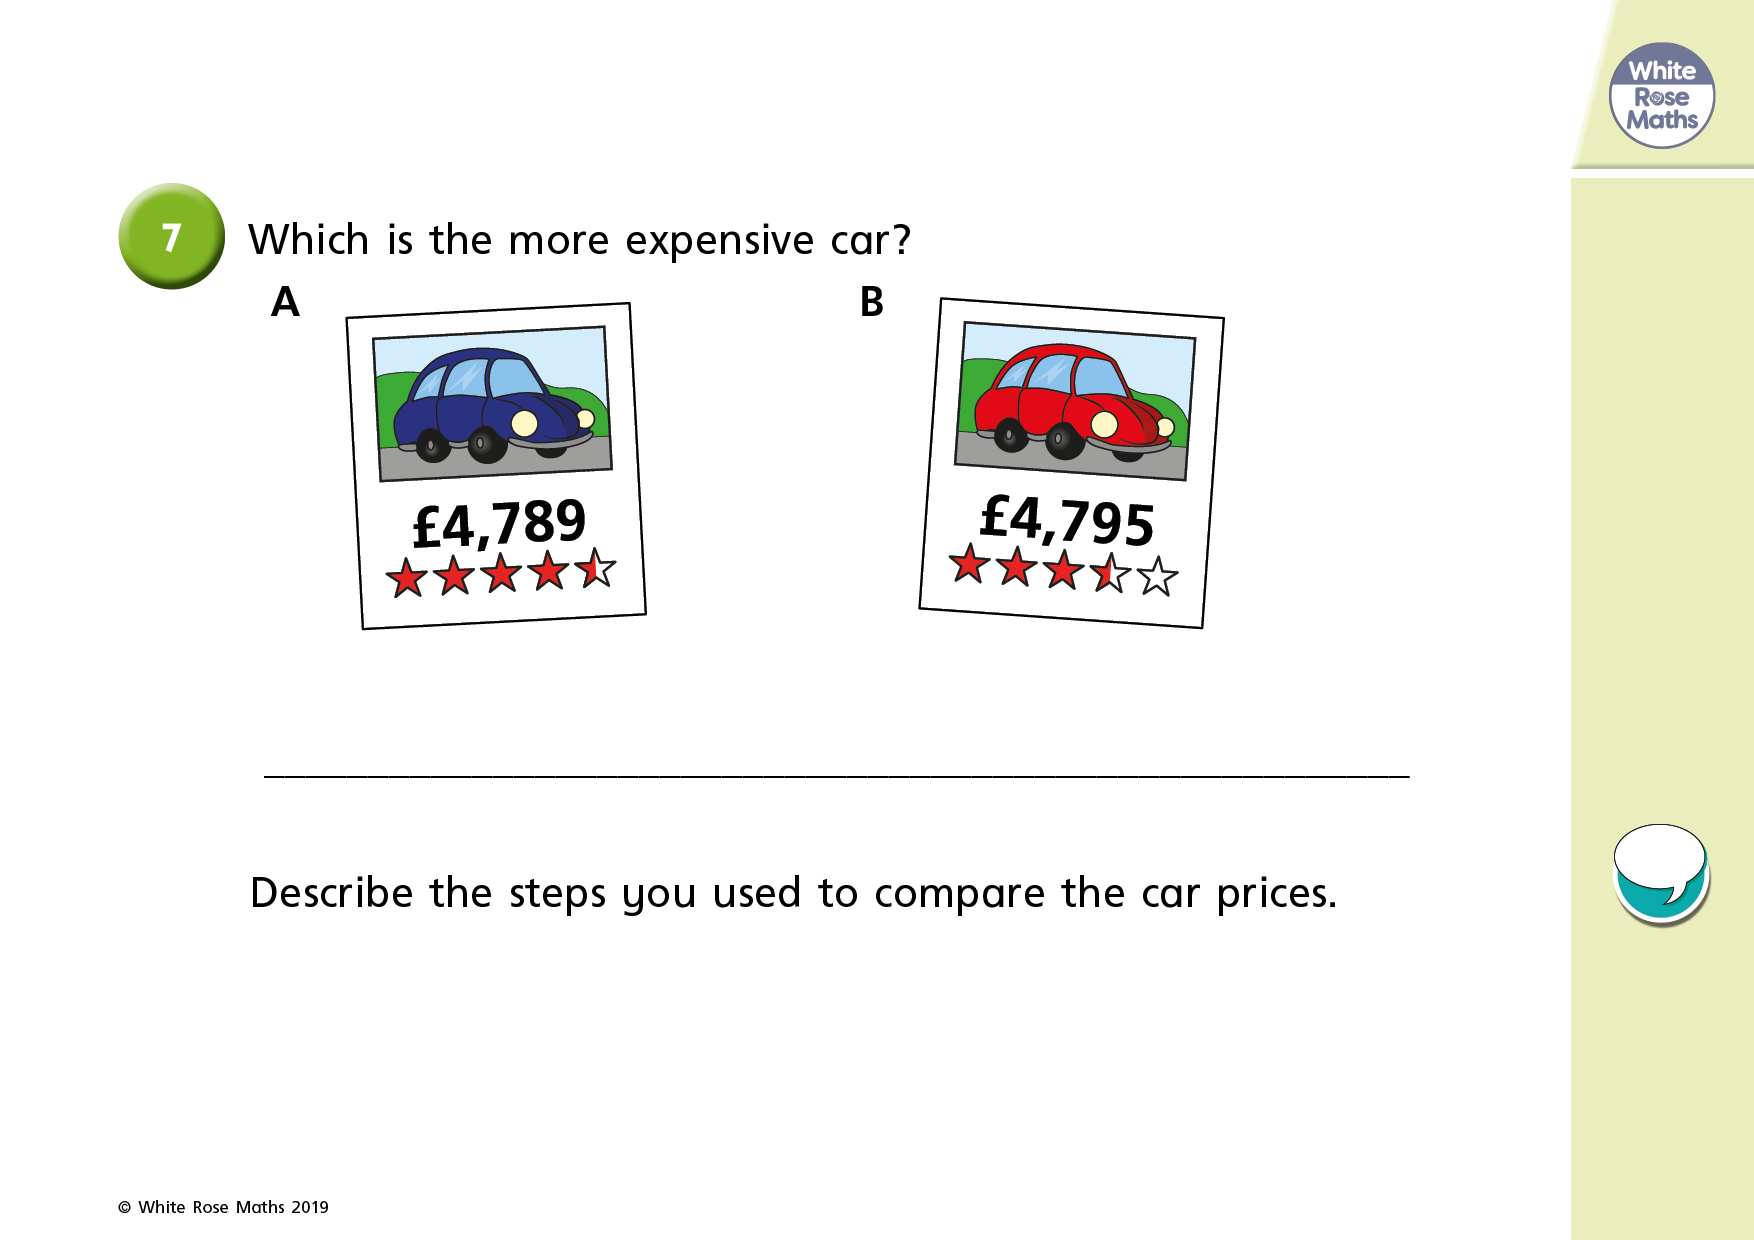 White
Rose
Maths
7
Which is the more expensive car?
A
B
£4,789
£4,795
Describe the steps you used to compare the car prices.
© White Rose Maths 2019